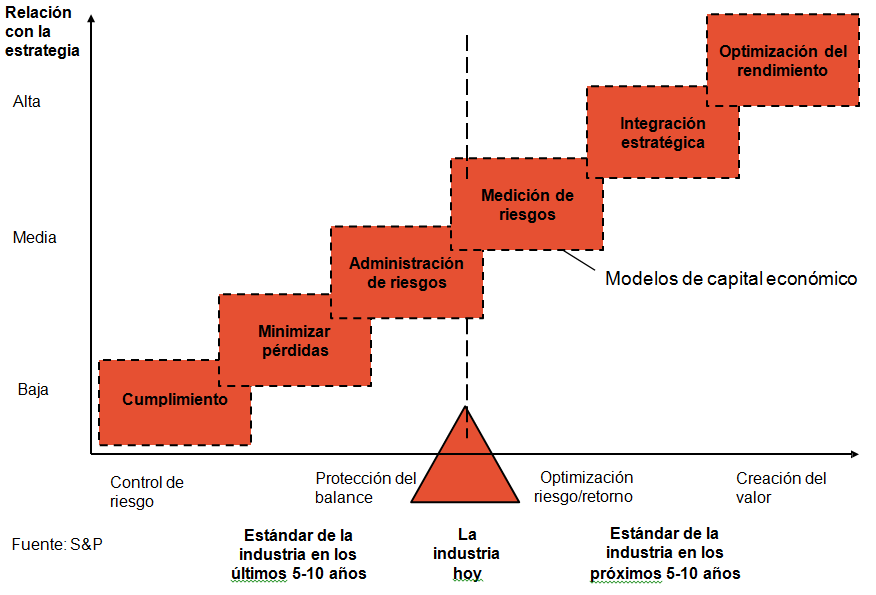 Relación
con la
estrategia
Alta
Media
Baja
Optimización del
rendimiento
Integración
estratégica
Medición de
riesgos
Modelos de capital económico
Administración
de riesgos
Minimizar
pérdidas
Cumplimiento
Control de
riesgo
Protección del
balance
Optimización
riesgo/retorno
Creación del
valor
Fuente: S&P
Estándar de la
industria en los
últimos 5-10 años
La
industria
hoy
Estándar de la
industria en los
próximos 5-10 años